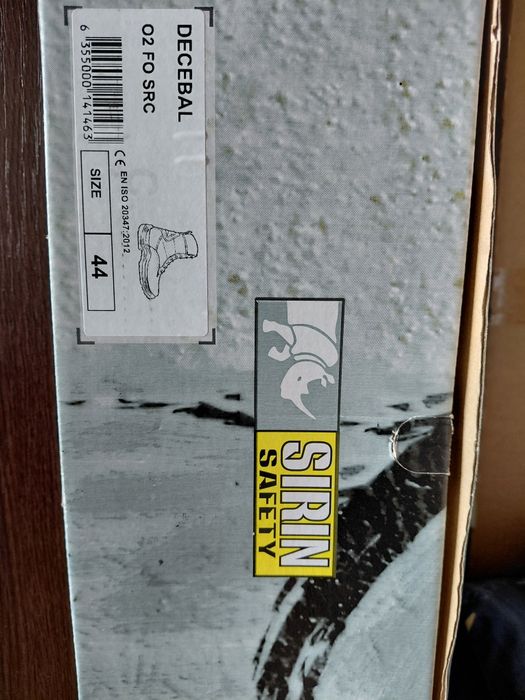 DECEBAL
O2 FO SRC
6 355000 141463
CE EN ISO 20347:2012
SIZE 44
SIRIN
SAFETY